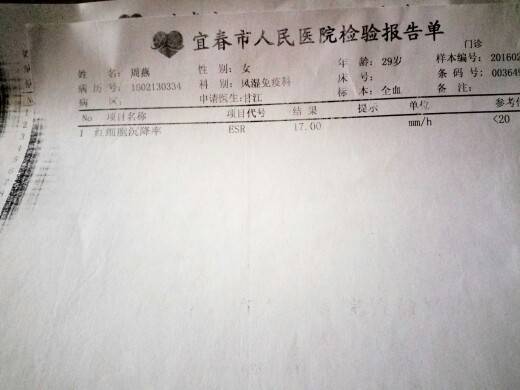 宜春市人民医院检验报告单
门诊
姓 名: 周燕 性 别: 女 年 龄: 29岁 样本编号: 201602
病历号: 1602130334 科 别: 风湿免疫科 床 号: 条 码 号: 003649
病 区: 申请医生: 甘江 标 本: 全血 备 注:
No 项目名称 项目代号 结 果 提示 单位 参考
1 红细胞沉降率 ESR 17.00 mm/h <20